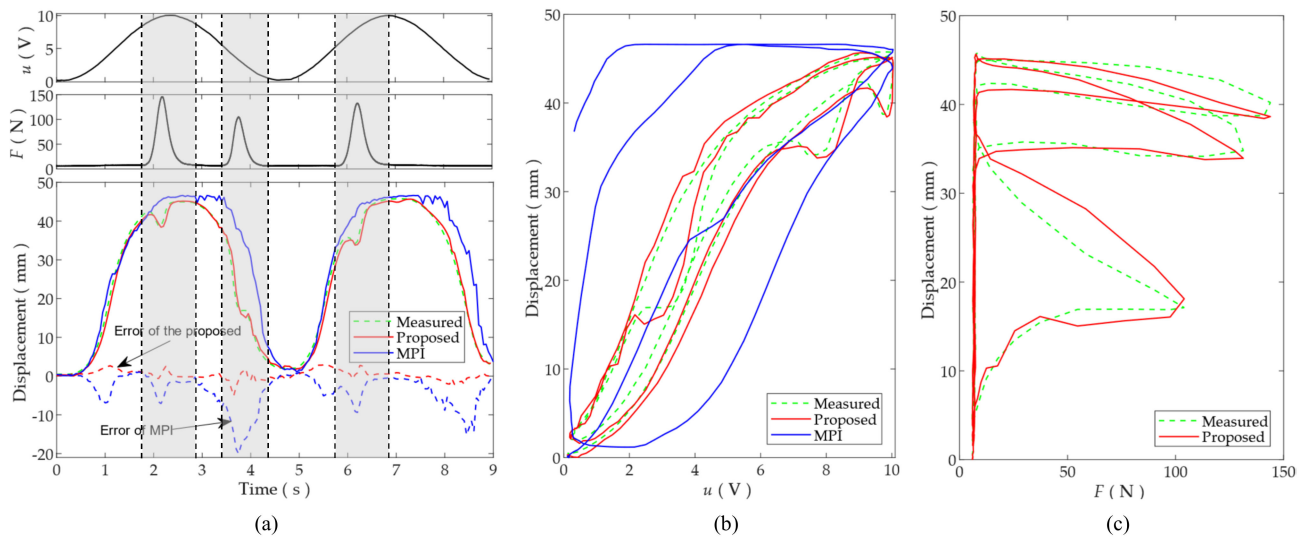 10
5
0
u ( V )
150
100
50
0
F ( N )
50
40
30
20
10
0
-10
-20
Displacement ( mm )
Error of the proposed
Measured
Proposed
MPI
Error of MPI
0 1 2 3 4 5 6 7 8 9
Time ( s )
(a)
50
40
30
20
10
0
Displacement ( mm )
Measured
Proposed
MPI
0 2 4 6 8 10
u ( V )
(b)
50
40
30
20
10
0
Displacement ( mm )
Measured
Proposed
0 50 100 150
F ( N )
(c)